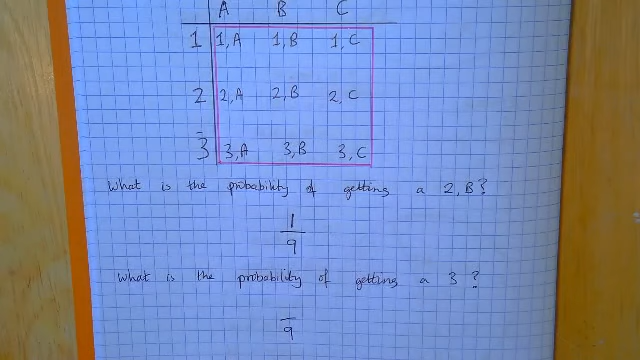 A B C
1 1,A 1,B 1,C
2 2,A 2,B 2,C
3 3,A 3,B 3,C
What is the probability of getting a 2,B?
1
9
What is the probability of getting a 3?
9